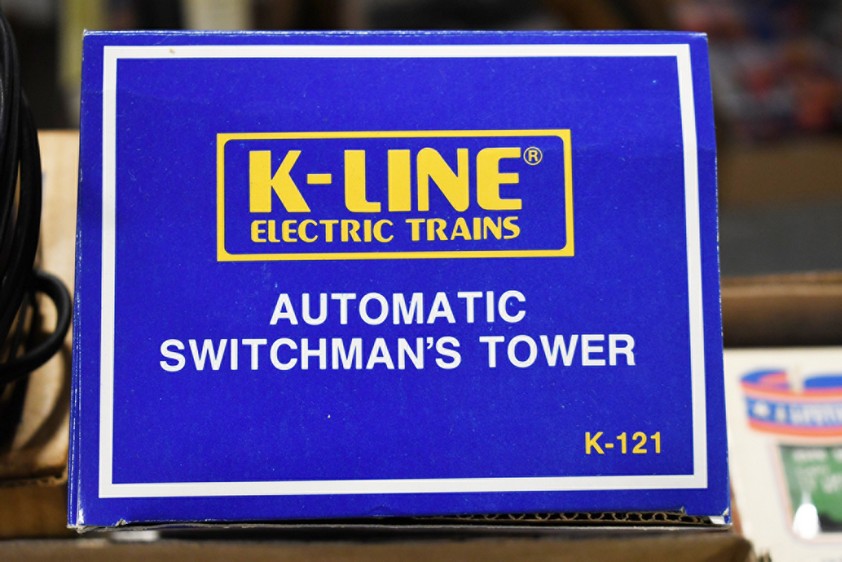 K-LINE®
ELECTRIC TRAINS
AUTOMATIC
SWITCHMAN'S TOWER
K-121